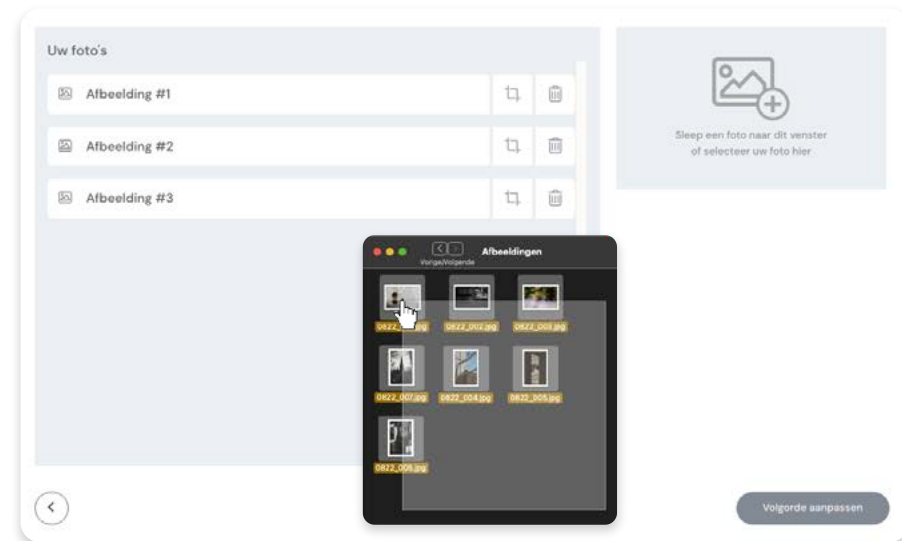 Uw foto's
Afbeelding #1
Afbeelding #2
Afbeelding #3
Sleep een foto naar dit venster
of selecteer uw foto hier
Afbeeldingen
Vorige/Volgende
0822_002.jpg
0822_003.jpg
0822_007.jpg
0822_004.jpg
0822_005.jpg
0822_006.jpg
Volgorde aanpassen